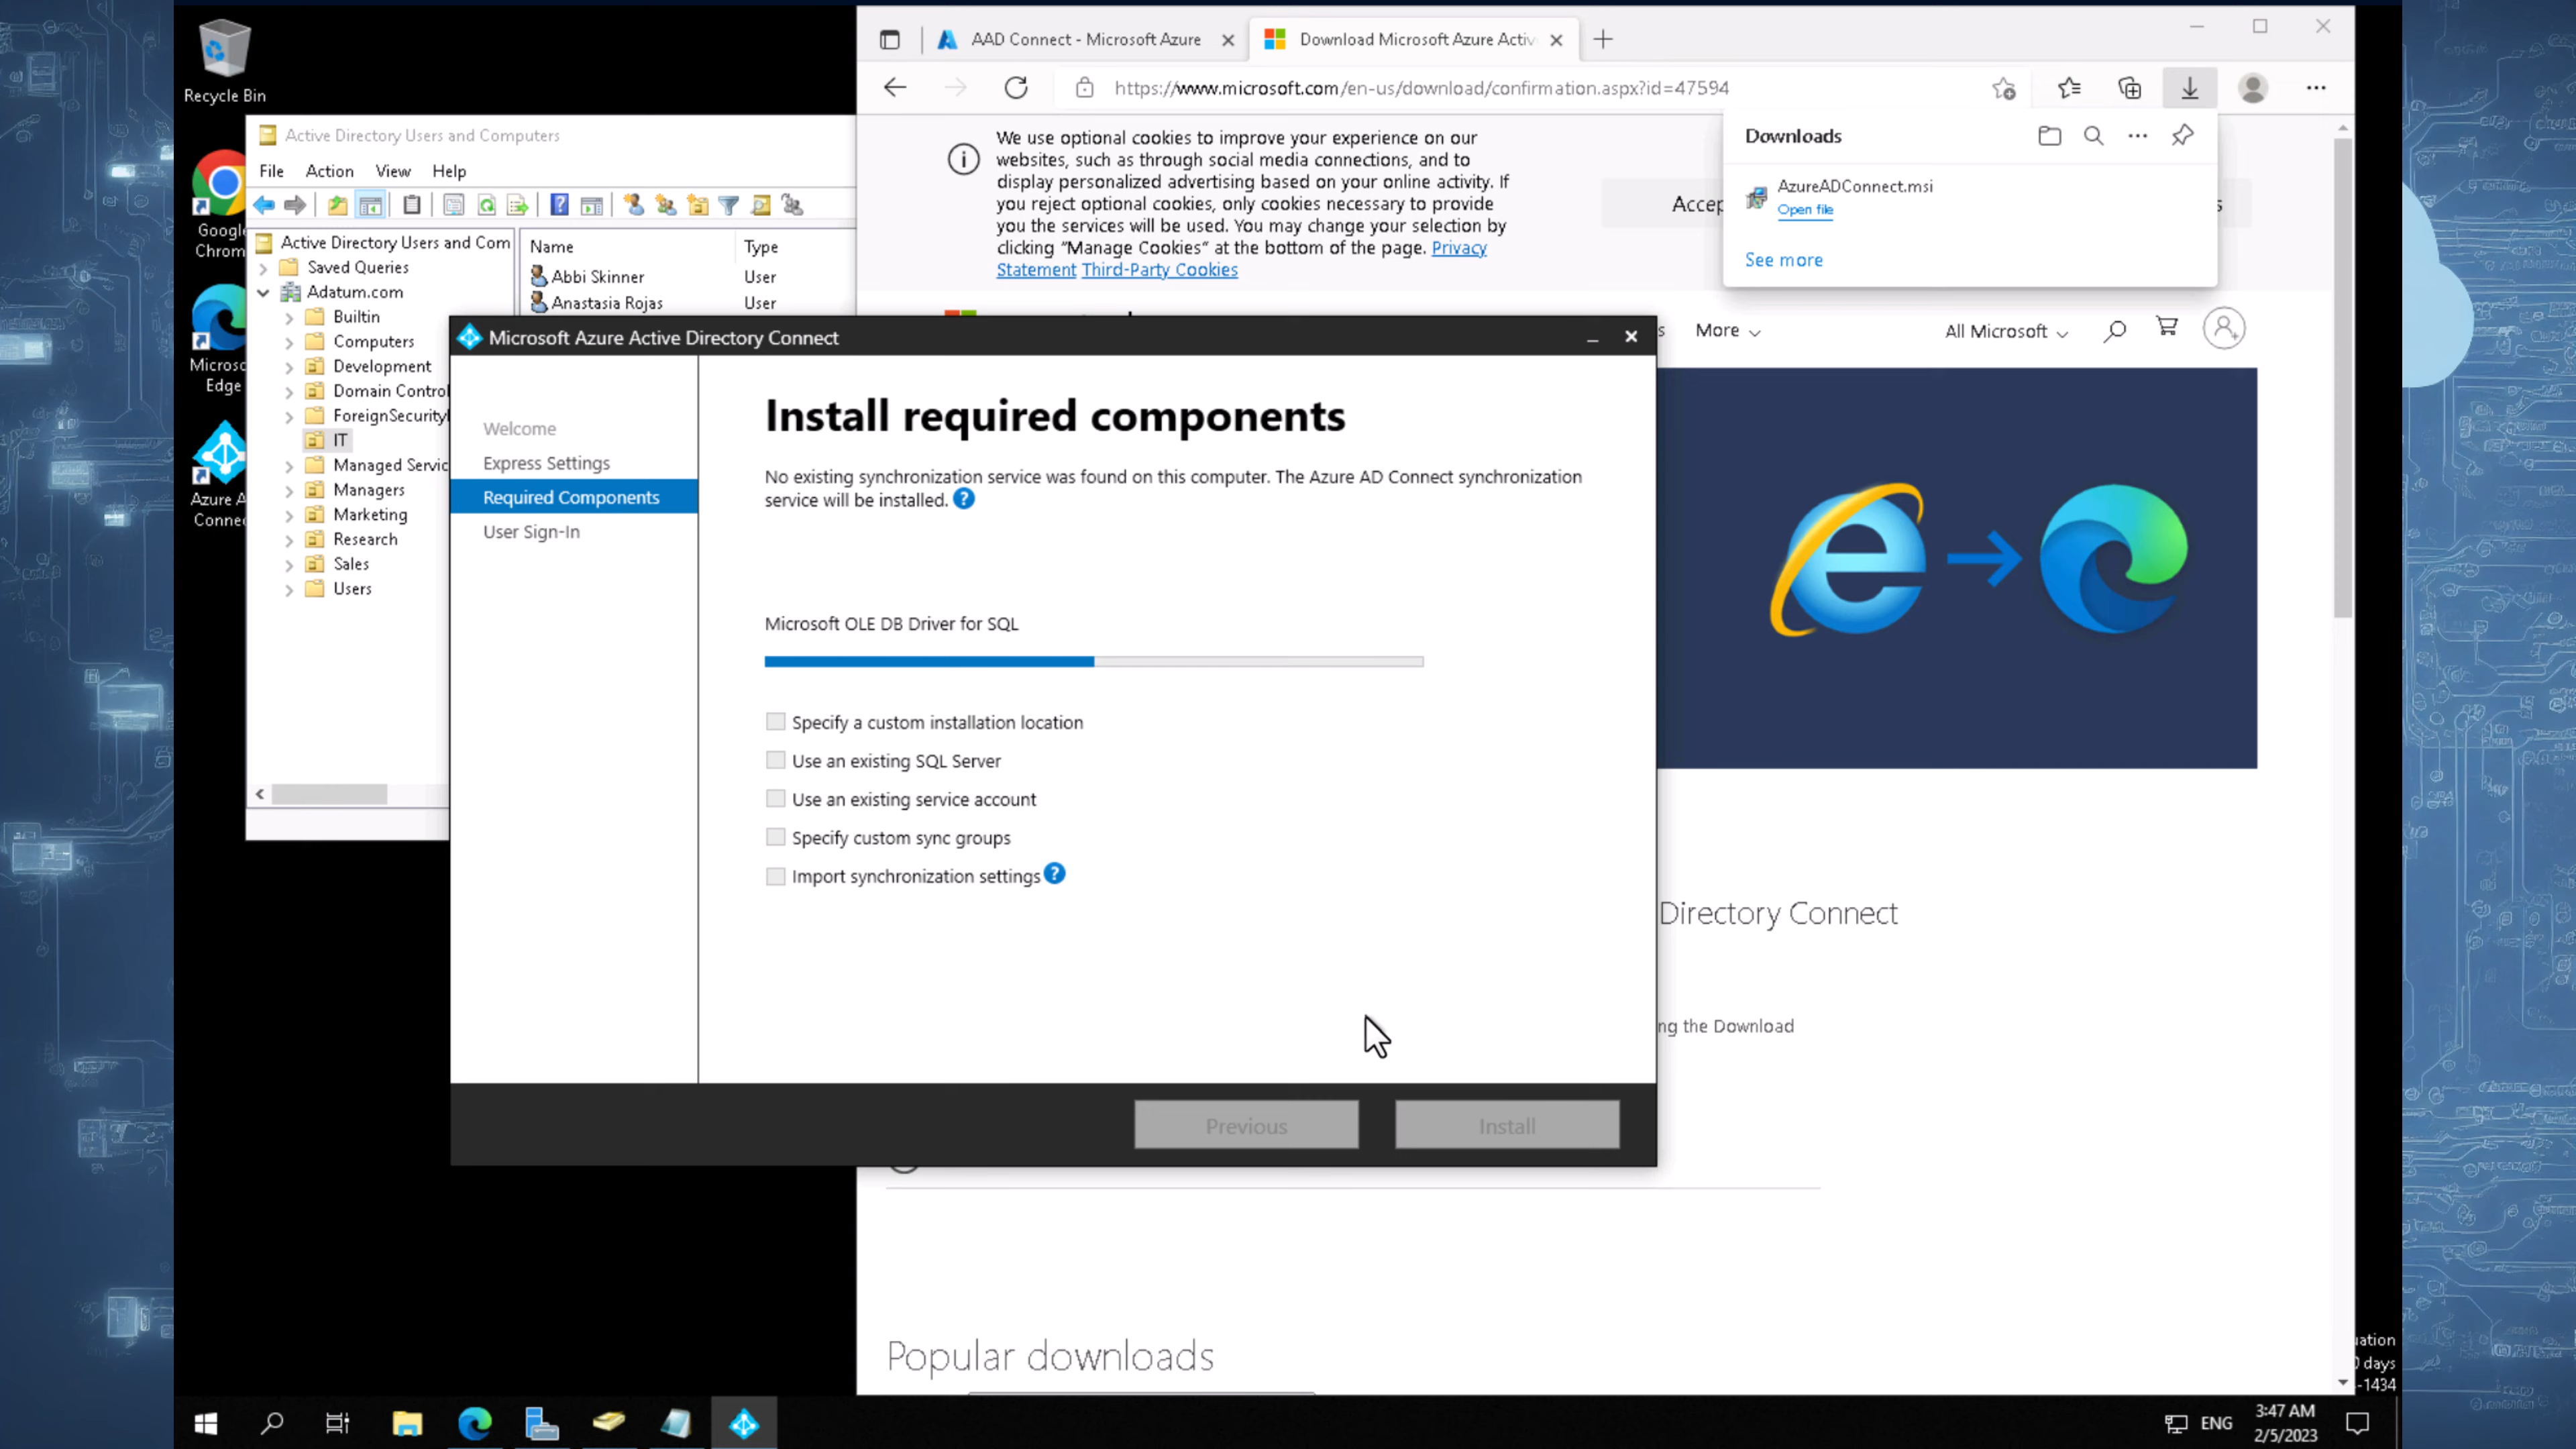 Recycle Bin
Google
Chrom
Microsc
Edge
Azure A
Connec
Active Directory Users and Computers
File Action View Help
Active Directory Users and Com
Saved Queries
Adatum.com
Builtin
Computers
Development
Domain Control
ForeignSecurityI
IT
Managed Servic
Managers
Marketing
Research
Sales
Users
Name Type
Abbi Skinner User
Anastasia Rojas User
AAD Connect - Microsoft Azure
Download Microsoft Azure Activ
https://www.microsoft.com/en-us/download/confirmation.aspx?id=47594
We use optional cookies to improve your experience on our
websites, such as through social media connections, and to
display personalized advertising based on your online activity. If
you reject optional cookies, only cookies necessary to provide
you the services will be used. You may change your selection by
clicking “Manage Cookies” at the bottom of the page. Privacy
Statement Third-Party Cookies
Accep
s
Downloads
AzureADConnect.msi
Open file
See more
s More All Microsoft
Microsoft Azure Active Directory Connect
Welcome
Express Settings
Required Components
User Sign-In
Install required components
No existing synchronization service was found on this computer. The Azure AD Connect synchronization
service will be installed. ?
Microsoft OLE DB Driver for SQL
Specify a custom installation location
Use an existing SQL Server
Use an existing service account
Specify custom sync groups
Import synchronization settings ?
Previous Install
Directory Connect
ng the Download
Popular downloads
uation
0 days
-1434
ENG
3:47 AM
2/5/2023